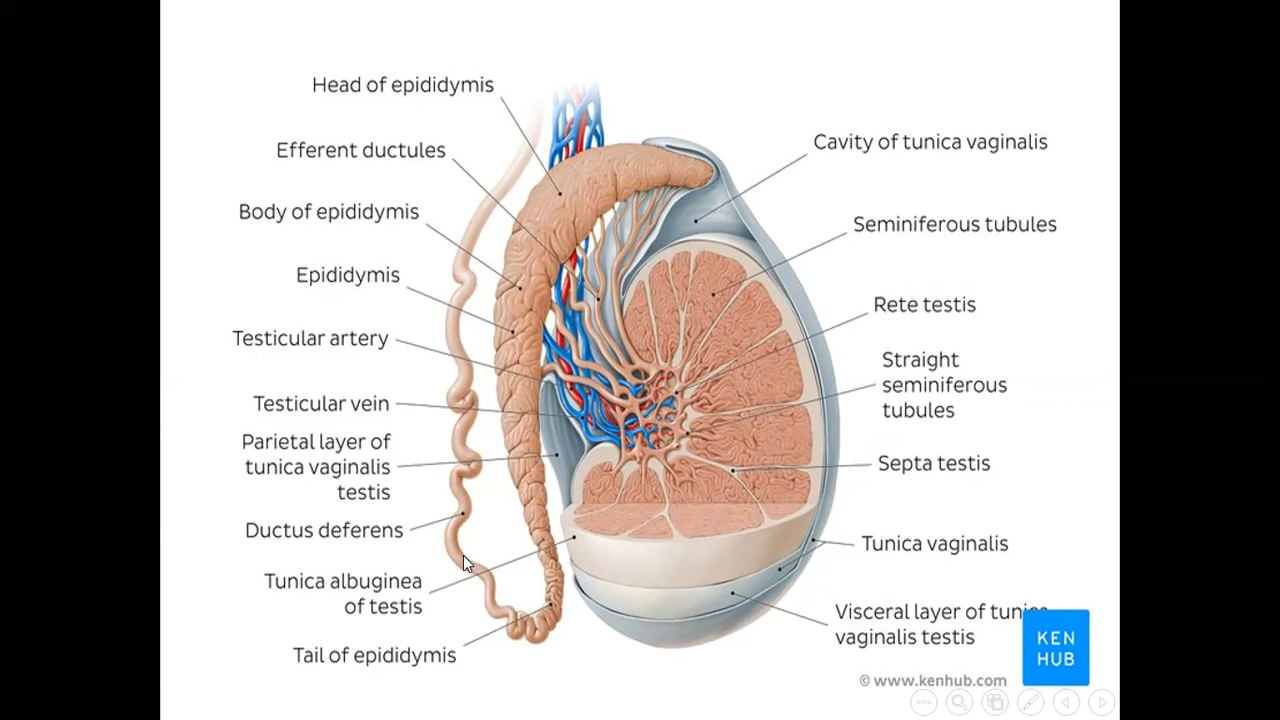 Head of epididymis
Efferent ductules
Body of epididymis
Epididymis
Testicular artery
Testicular vein
Parietal layer of
tunica vaginalis
testis
Ductus deferens
Tunica albuginea
of testis
Tail of epididymis
Cavity of tunica vaginalis
Seminiferous tubules
Rete testis
Straight
seminiferous
tubules
Septa testis
Tunica vaginalis
Visceral layer of tunica
vaginalis testis
KEN
HUB
© www.kenhub.com